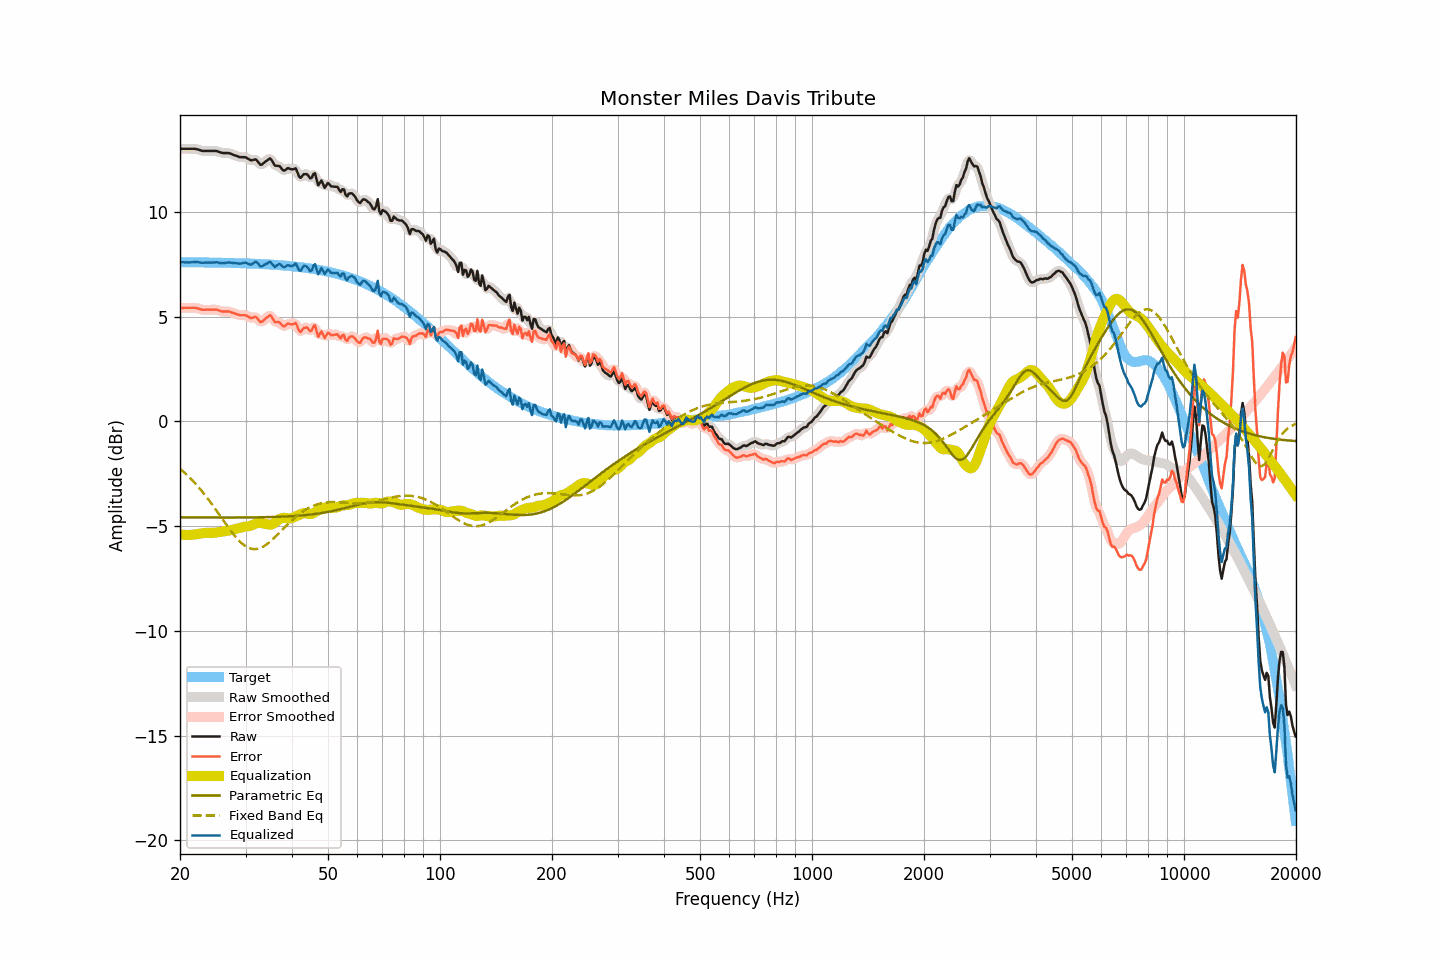 Monster Miles Davis Tribute
Amplitude (dBr)
10
5
0
−5
−10
−15
−20
Target
Raw Smoothed
Error Smoothed
Raw
Error
Equalization
Parametric Eq
Fixed Band Eq
Equalized
20 50 100 200 500 1000 2000 5000 10000 20000
Frequency (Hz)